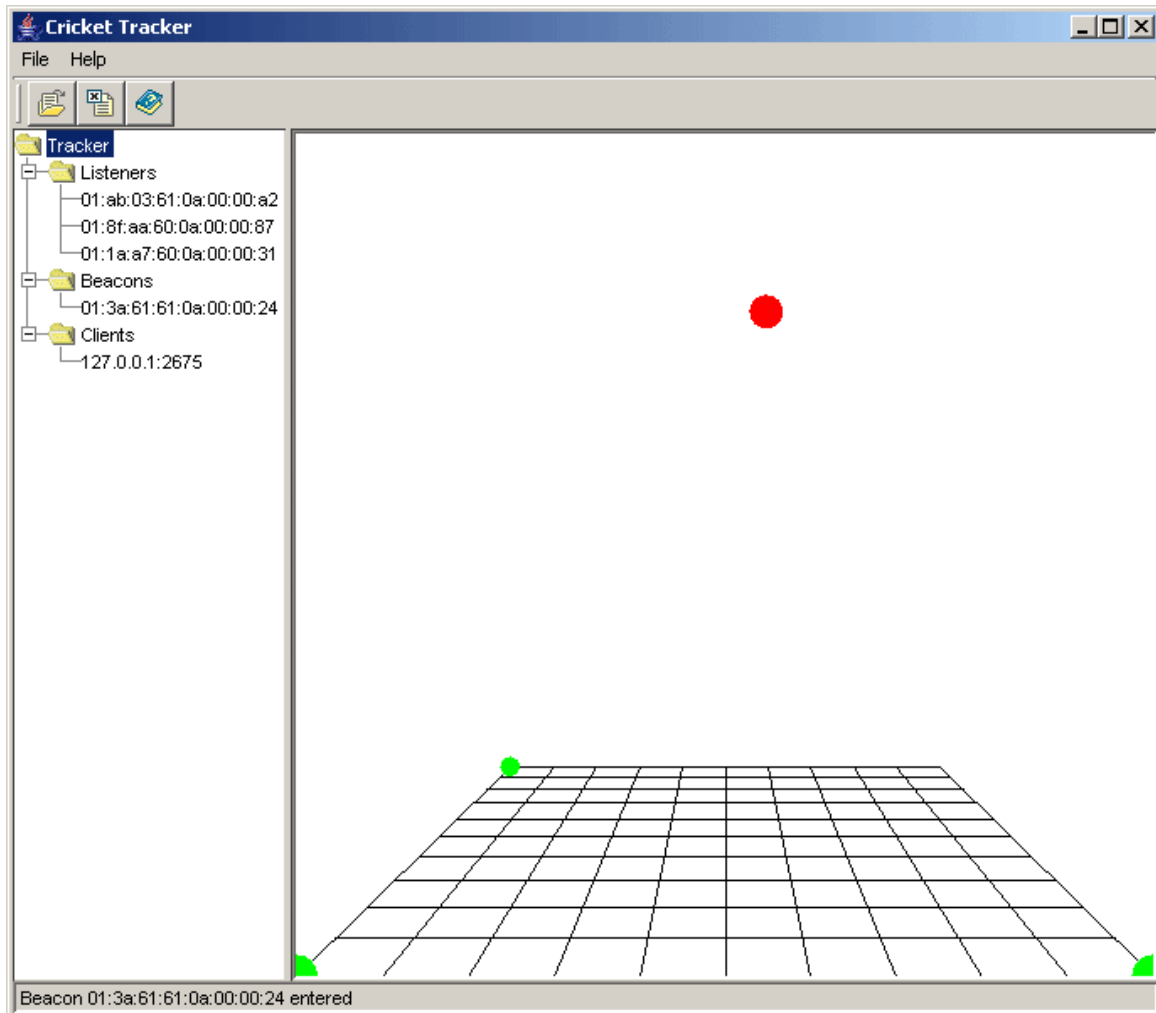 Cricket Tracker
File Help
Tracker
Listeners
01:ab:03:61:0a:00:00:a2
01:8f:aa:60:0a:00:00:87
01:1a:a7:60:0a:00:00:31
Beacons
01:3a:61:61:0a:00:00:24
Clients
127.0.0.1:2675
Beacon 01:3a:61:61:0a:00:00:24 entered